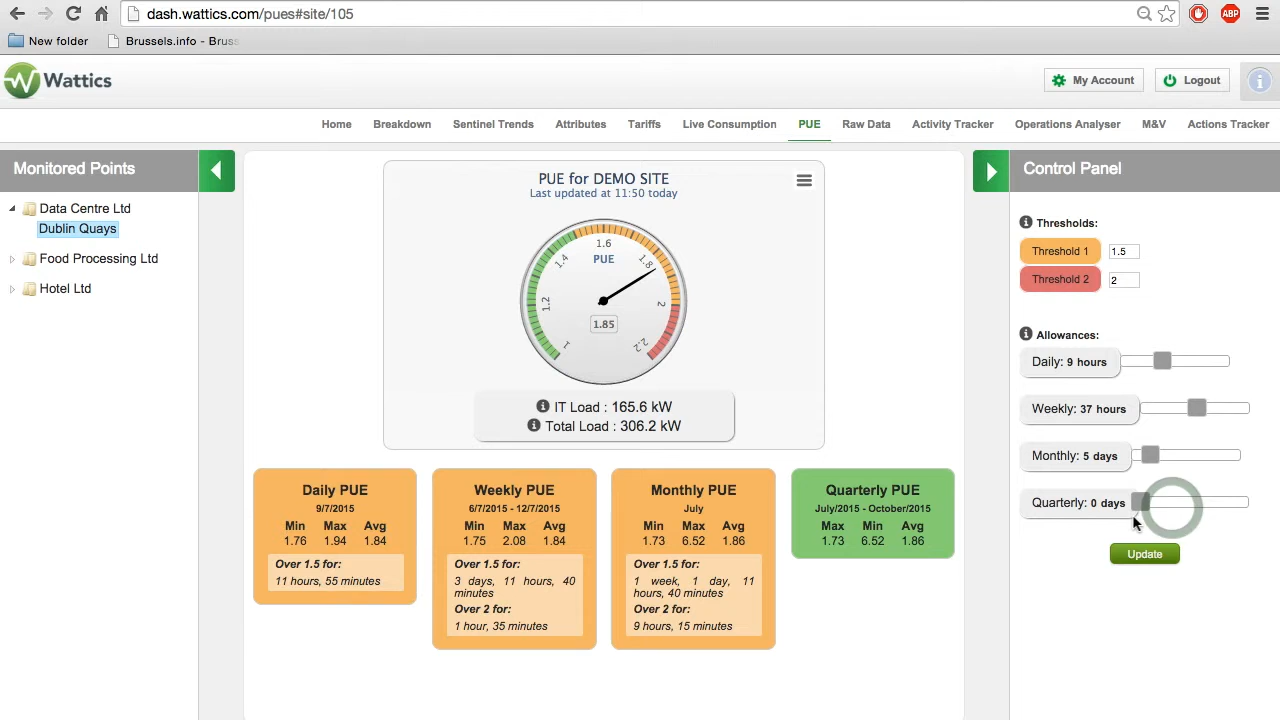 dash.wattics.com/pues#site/105
New folder
Brussels.info - Bruss
Wattics
My Account
Logout
Home
Breakdown
Sentinel Trends
Attributes
Tariffs
Live Consumption
PUE
Raw Data
Activity Tracker
Operations Analyser
M&V
Actions Tracker
Monitored Points
Data Centre Ltd
Dublin Quays
Food Processing Ltd
Hotel Ltd
PUE for DEMO SITE
Last updated at 11:50 today
1
1.2
1.4
1.6
1.8
2
2.2
PUE
1.85
IT Load : 165.6 kW
Total Load : 306.2 kW
Daily PUE
9/7/2015
Min Max Avg
1.76 1.94 1.84
Over 1.5 for:
11 hours, 55 minutes
Weekly PUE
6/7/2015 - 12/7/2015
Min Max Avg
1.75 2.08 1.84
Over 1.5 for:
3 days, 11 hours, 40
minutes
Over 2 for:
1 hour, 35 minutes
Monthly PUE
July
Min Max Avg
1.73 6.52 1.86
Over 1.5 for:
1 week, 1 day, 11
hours, 40 minutes
Over 2 for:
9 hours, 15 minutes
Quarterly PUE
July/2015 - October/2015
Max Min Avg
1.73 6.52 1.86
Control Panel
Thresholds:
Threshold 1 1.5
Threshold 2 2
Allowances:
Daily: 9 hours
Weekly: 37 hours
Monthly: 5 days
Quarterly: 0 days
Update
ABP